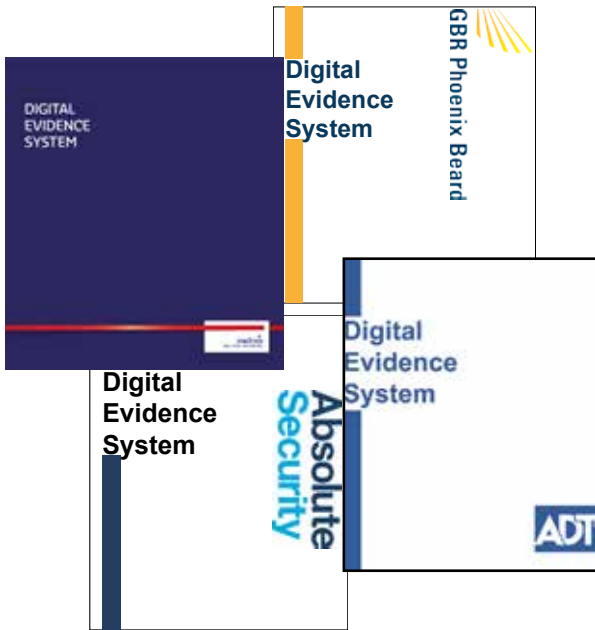 Digital
Evidence
System
GBR Phoenix Beard
DIGITAL
EVIDENCE
SYSTEM
Digital
Evidence
System
ADT
Digital
Evidence
System
Absolute
Security